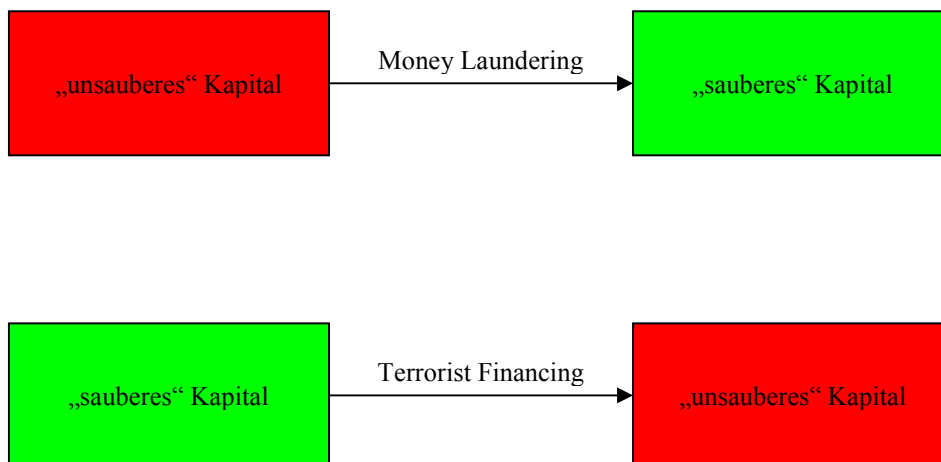 Money Laundering
„unsauberes“ Kapital
„sauberes“ Kapital
Terrorist Financing
„sauberes“ Kapital
„unsauberes“ Kapital